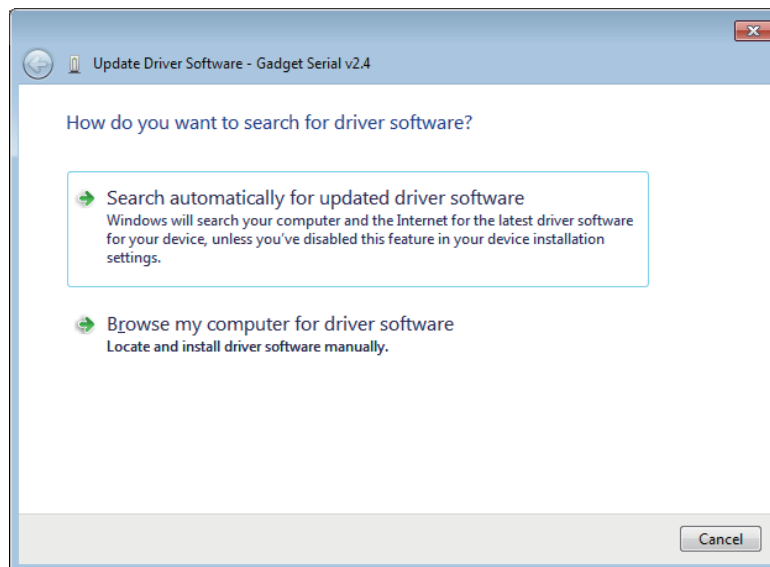 Update Driver Software - Gadget Serial v2.4
How do you want to search for driver software?
Search automatically for updated driver software
Windows will search your computer and the Internet for the latest driver software
for your device, unless you've disabled this feature in your device installation
settings.
Browse my computer for driver software
Locate and install driver software manually.
Cancel